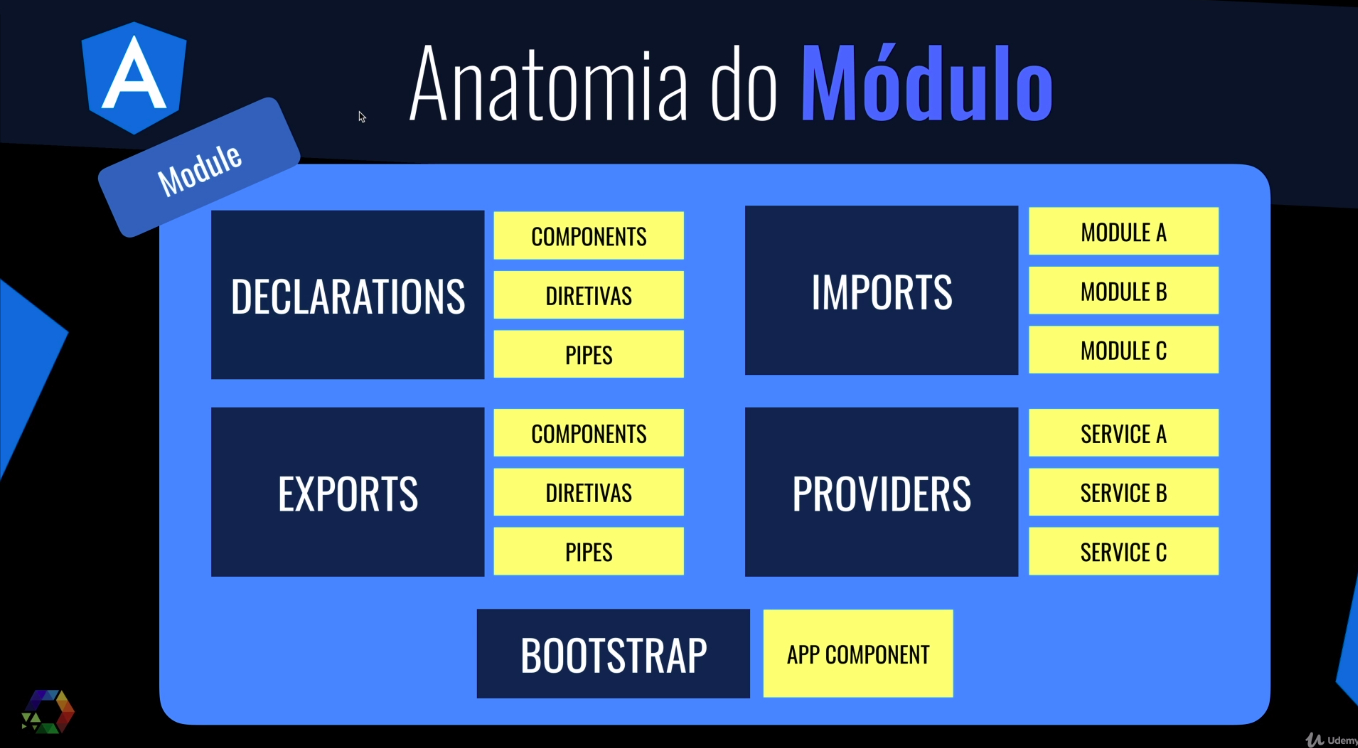 Anatomia do Módulo
Module
DECLARATIONS
COMPONENTS
DIRETIVAS
PIPES
IMPORTS
MODULE A
MODULE B
MODULE C
EXPORTS
COMPONENTS
DIRETIVAS
PIPES
PROVIDERS
SERVICE A
SERVICE B
SERVICE C
BOOTSTRAP
APP COMPONENT
Udemy